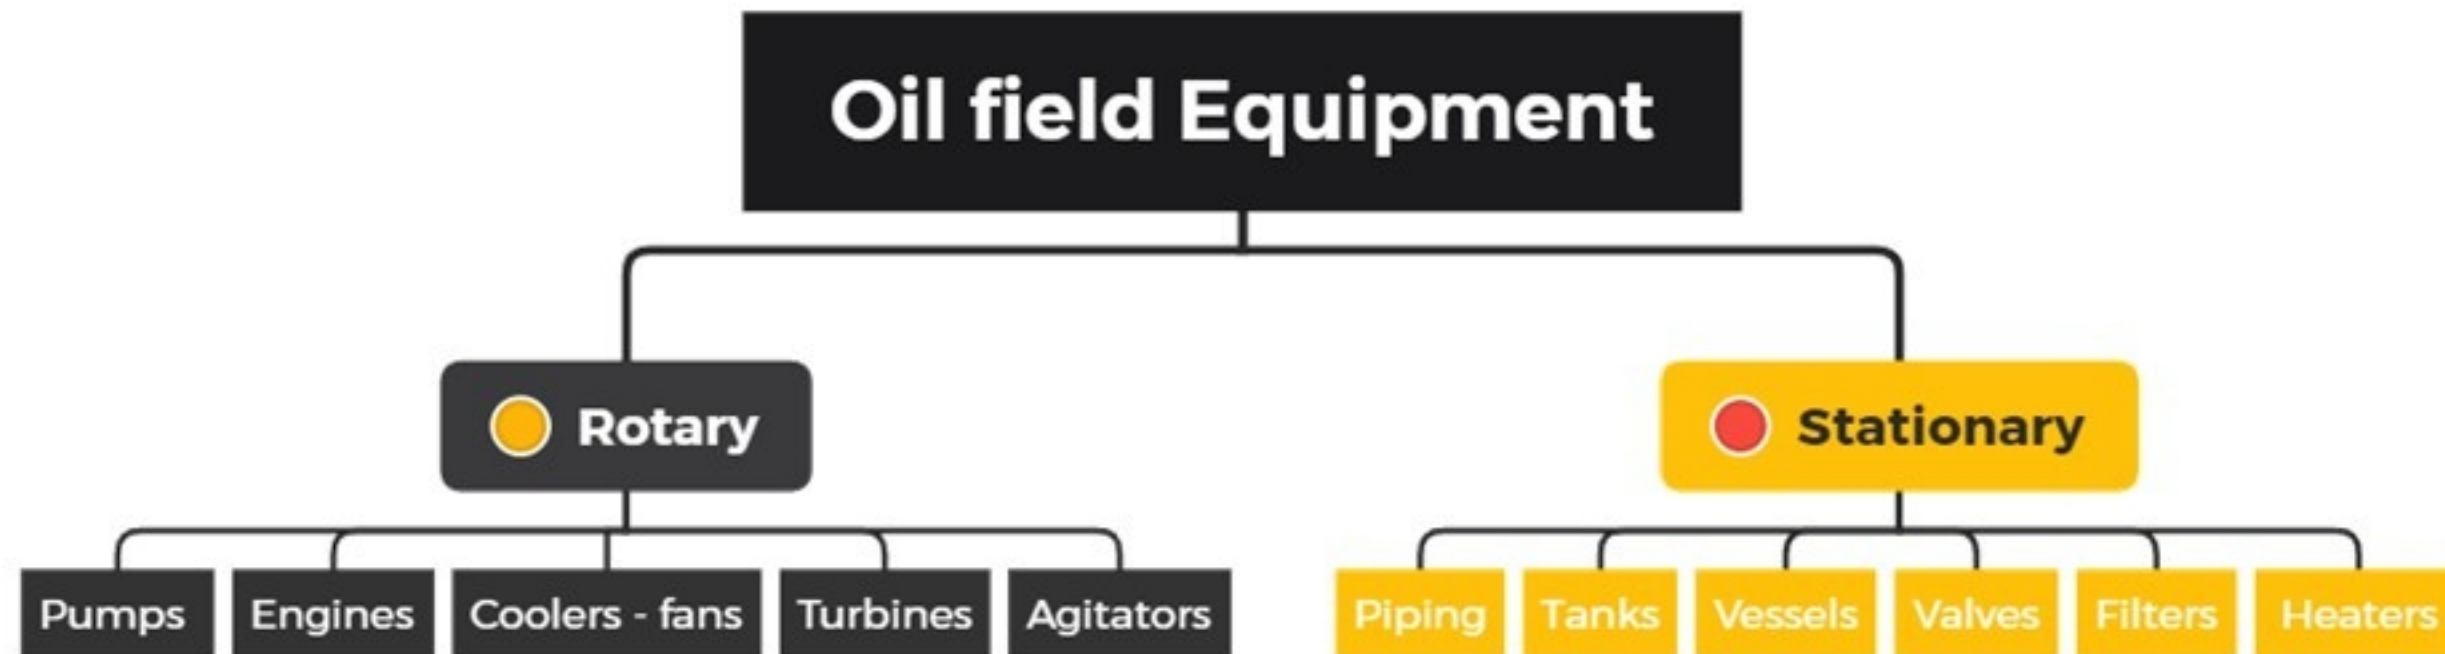 Oil field Equipment
Rotary
Stationary
Pumps
Engines
Coolers - fans
Turbines
Agitators
Piping
Tanks
Vessels
Valves
Filters
Heaters